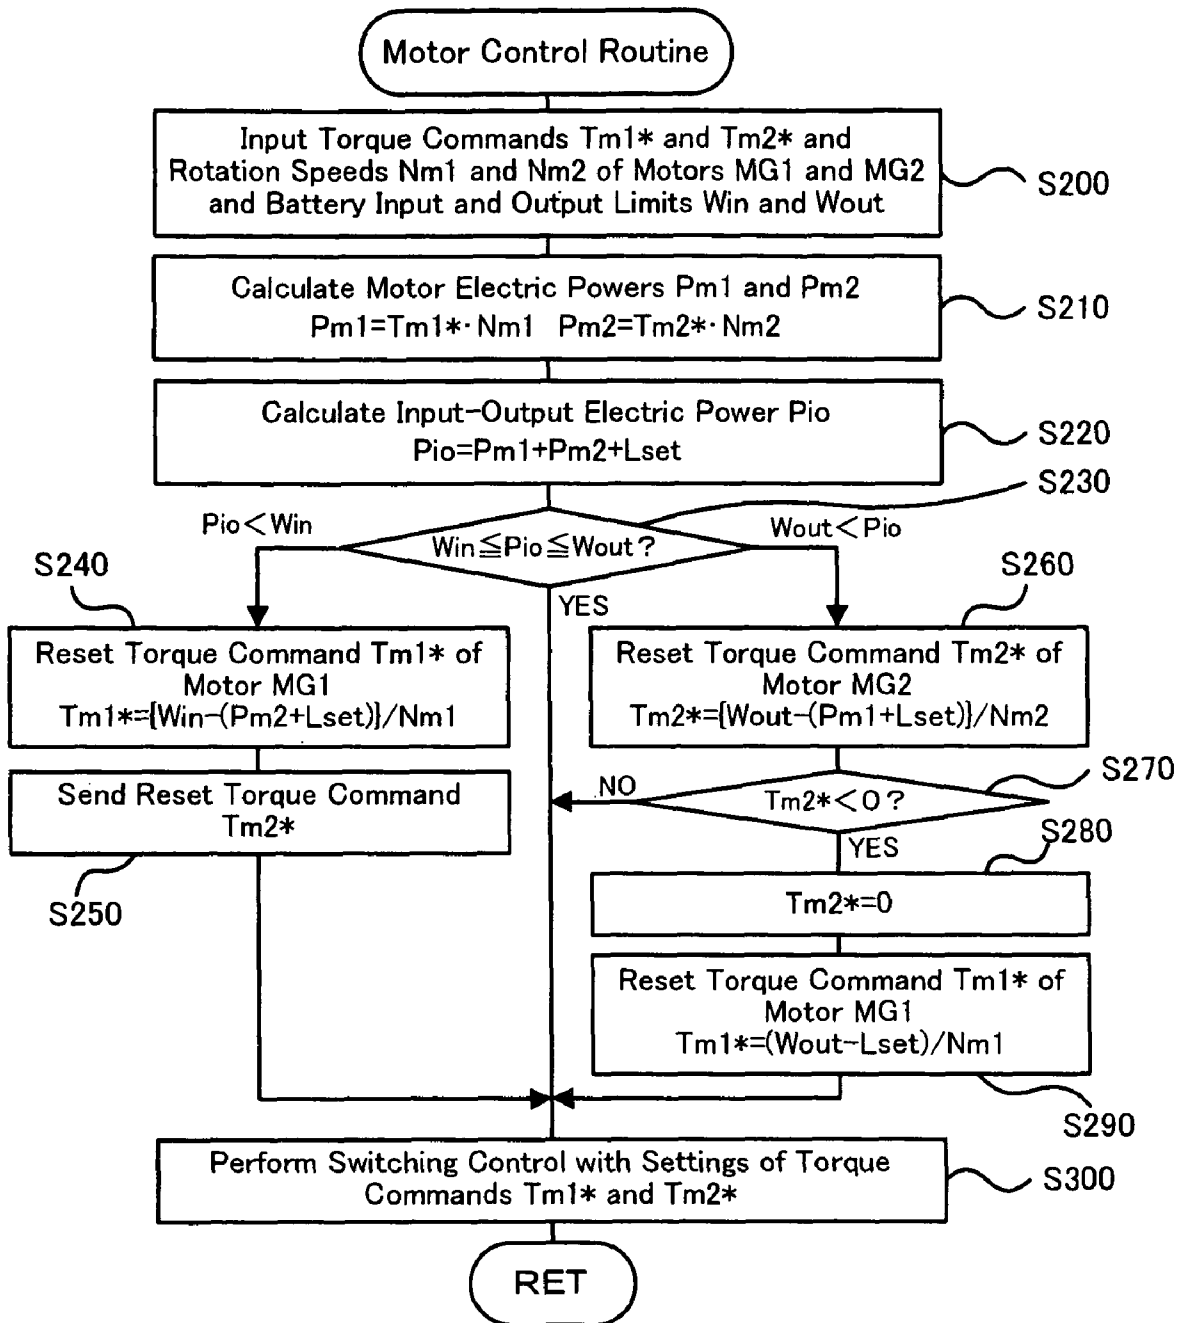 Motor Control Routine
Input Torque Commands Tm1* and Tm2* and
Rotation Speeds Nm1 and Nm2 of Motors MG1 and MG2
and Battery Input and Output Limits Win and Wout
S200
Calculate Motor Electric Powers Pm1 and Pm2
Pm1=Tm1*·Nm1 Pm2=Tm2*·Nm2
S210
Calculate Input-Output Electric Power Pio
Pio=Pm1+Pm2+Lset
S220
S230
Pio<Win
Win≦Pio≦Wout?
Wout<Pio
YES
S240
Reset Torque Command Tm1* of
Motor MG1
Tm1*={Win-(Pm2+Lset)}/Nm1
Send Reset Torque Command
Tm2*
S250
S260
Reset Torque Command Tm2* of
Motor MG2
Tm2*={Wout-(Pm1+Lset)}/Nm2
S270
NO
Tm2*<0?
YES
S280
Tm2*=0
Reset Torque Command Tm1* of
Motor MG1
Tm1*=(Wout-Lset)/Nm1
S290
Perform Switching Control with Settings of Torque
Commands Tm1* and Tm2*
S300
RET